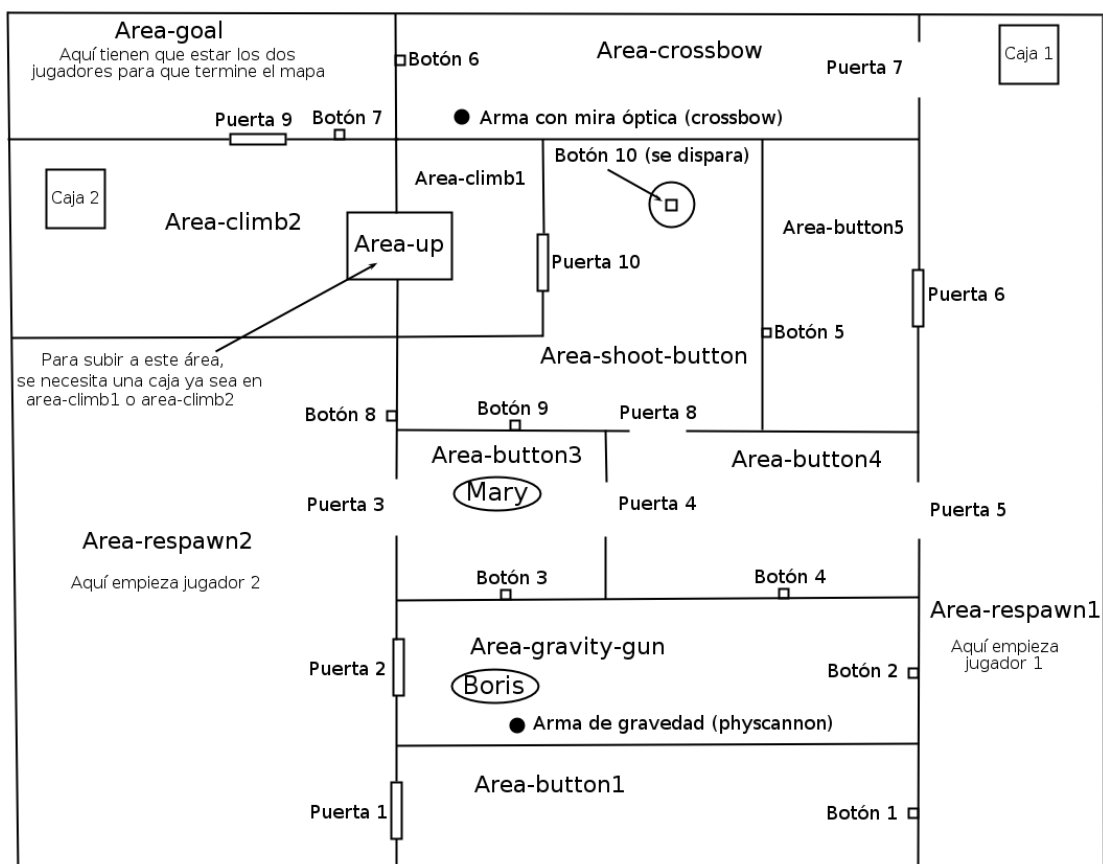 Area-goal
Aquí tienen que estar los dos
jugadores para que termine el mapa
Botón 6
Area-crossbow
Puerta 7
Caja 1
Puerta 9
Botón 7
Arma con mira óptica (crossbow)
Caja 2
Area-climb2
Area-up
Area-climb1
Botón 10 (se dispara)
Area-button5
Puerta 10
Puerta 6
Botón 5
Para subir a este área,
se necesita una caja ya sea en
area-climb1 o area-climb2
Area-shoot-button
Botón 8
Botón 9
Puerta 8
Area-button3
Area-button4
Mary
Puerta 3
Puerta 4
Puerta 5
Area-respawn2
Aquí empieza jugador 2
Botón 3
Botón 4
Area-respawn1
Aquí empieza
jugador 1
Area-gravity-gun
Puerta 2
Boris
Botón 2
Arma de gravedad (physcannon)
Area-button1
Puerta 1
Botón 1